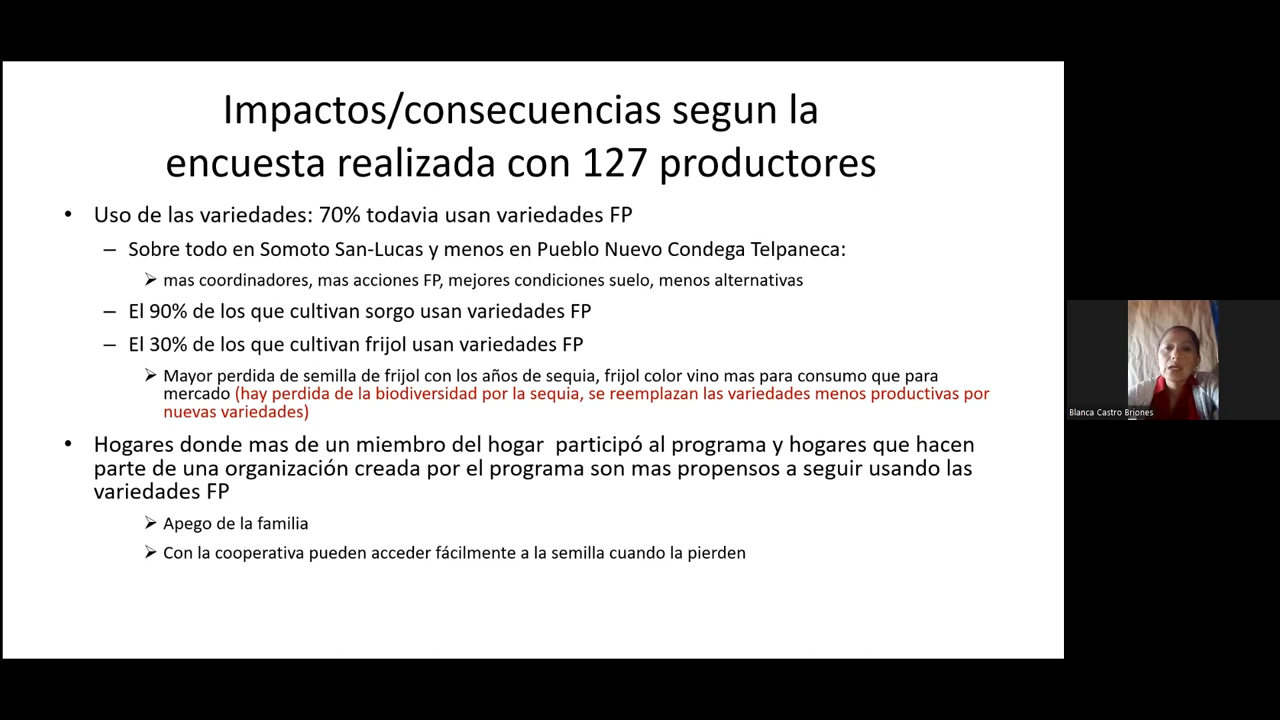 Impactos/consecuencias segun la
encuesta realizada con 127 productores
• Uso de las variedades: 70% todavia usan variedades FP
– Sobre todo en Somoto San-Lucas y menos en Pueblo Nuevo Condega Telpaneca:
➢ mas coordinadores, mas acciones FP, mejores condiciones suelo, menos alternativas
– El 90% de los que cultivan sorgo usan variedades FP
– El 30% de los que cultivan frijol usan variedades FP
➢ Mayor perdida de semilla de frijol con los años de sequia, frijol color vino mas para consumo que para
mercado (hay perdida de la biodiversidad por la sequia, se reemplazan las variedades menos productivas por
nuevas variedades)
• Hogares donde mas de un miembro del hogar participó al programa y hogares que hacen
parte de una organización creada por el programa son mas propensos a seguir usando las
variedades FP
➢ Apego de la familia
➢ Con la cooperativa pueden acceder fácilmente a la semilla cuando la pierden
Blanca Castro Briones